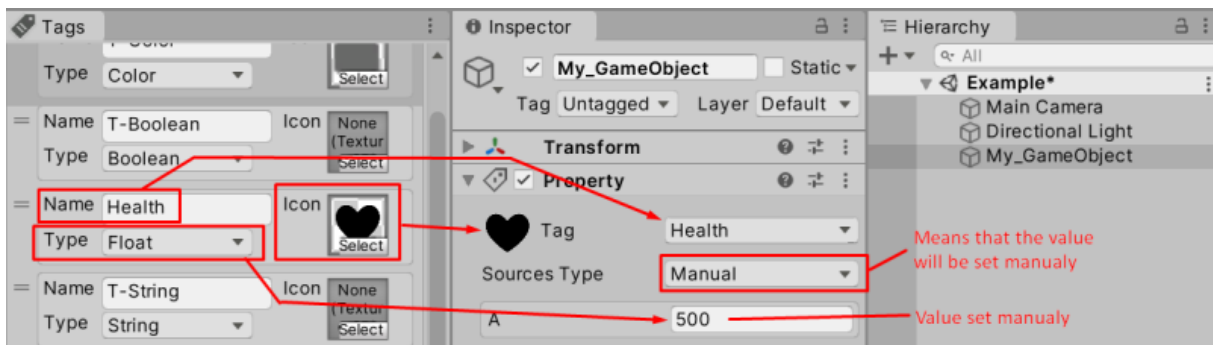 Tags
T-Color
Type Color Select
Name T-Boolean Icon None
(Textur
Type Boolean Select
Name Health Icon
Type Float Select
Name T-String Icon None
(Textur
Type String Select
Inspector
My_GameObject Static
Tag Untagged Layer Default
Transform
Property
Tag Health
Sources Type Manual
A 500
Hierarchy
All
Example*
Main Camera
Directional Light
My_GameObject
Means that the value
will be set manualy
Value set manualy